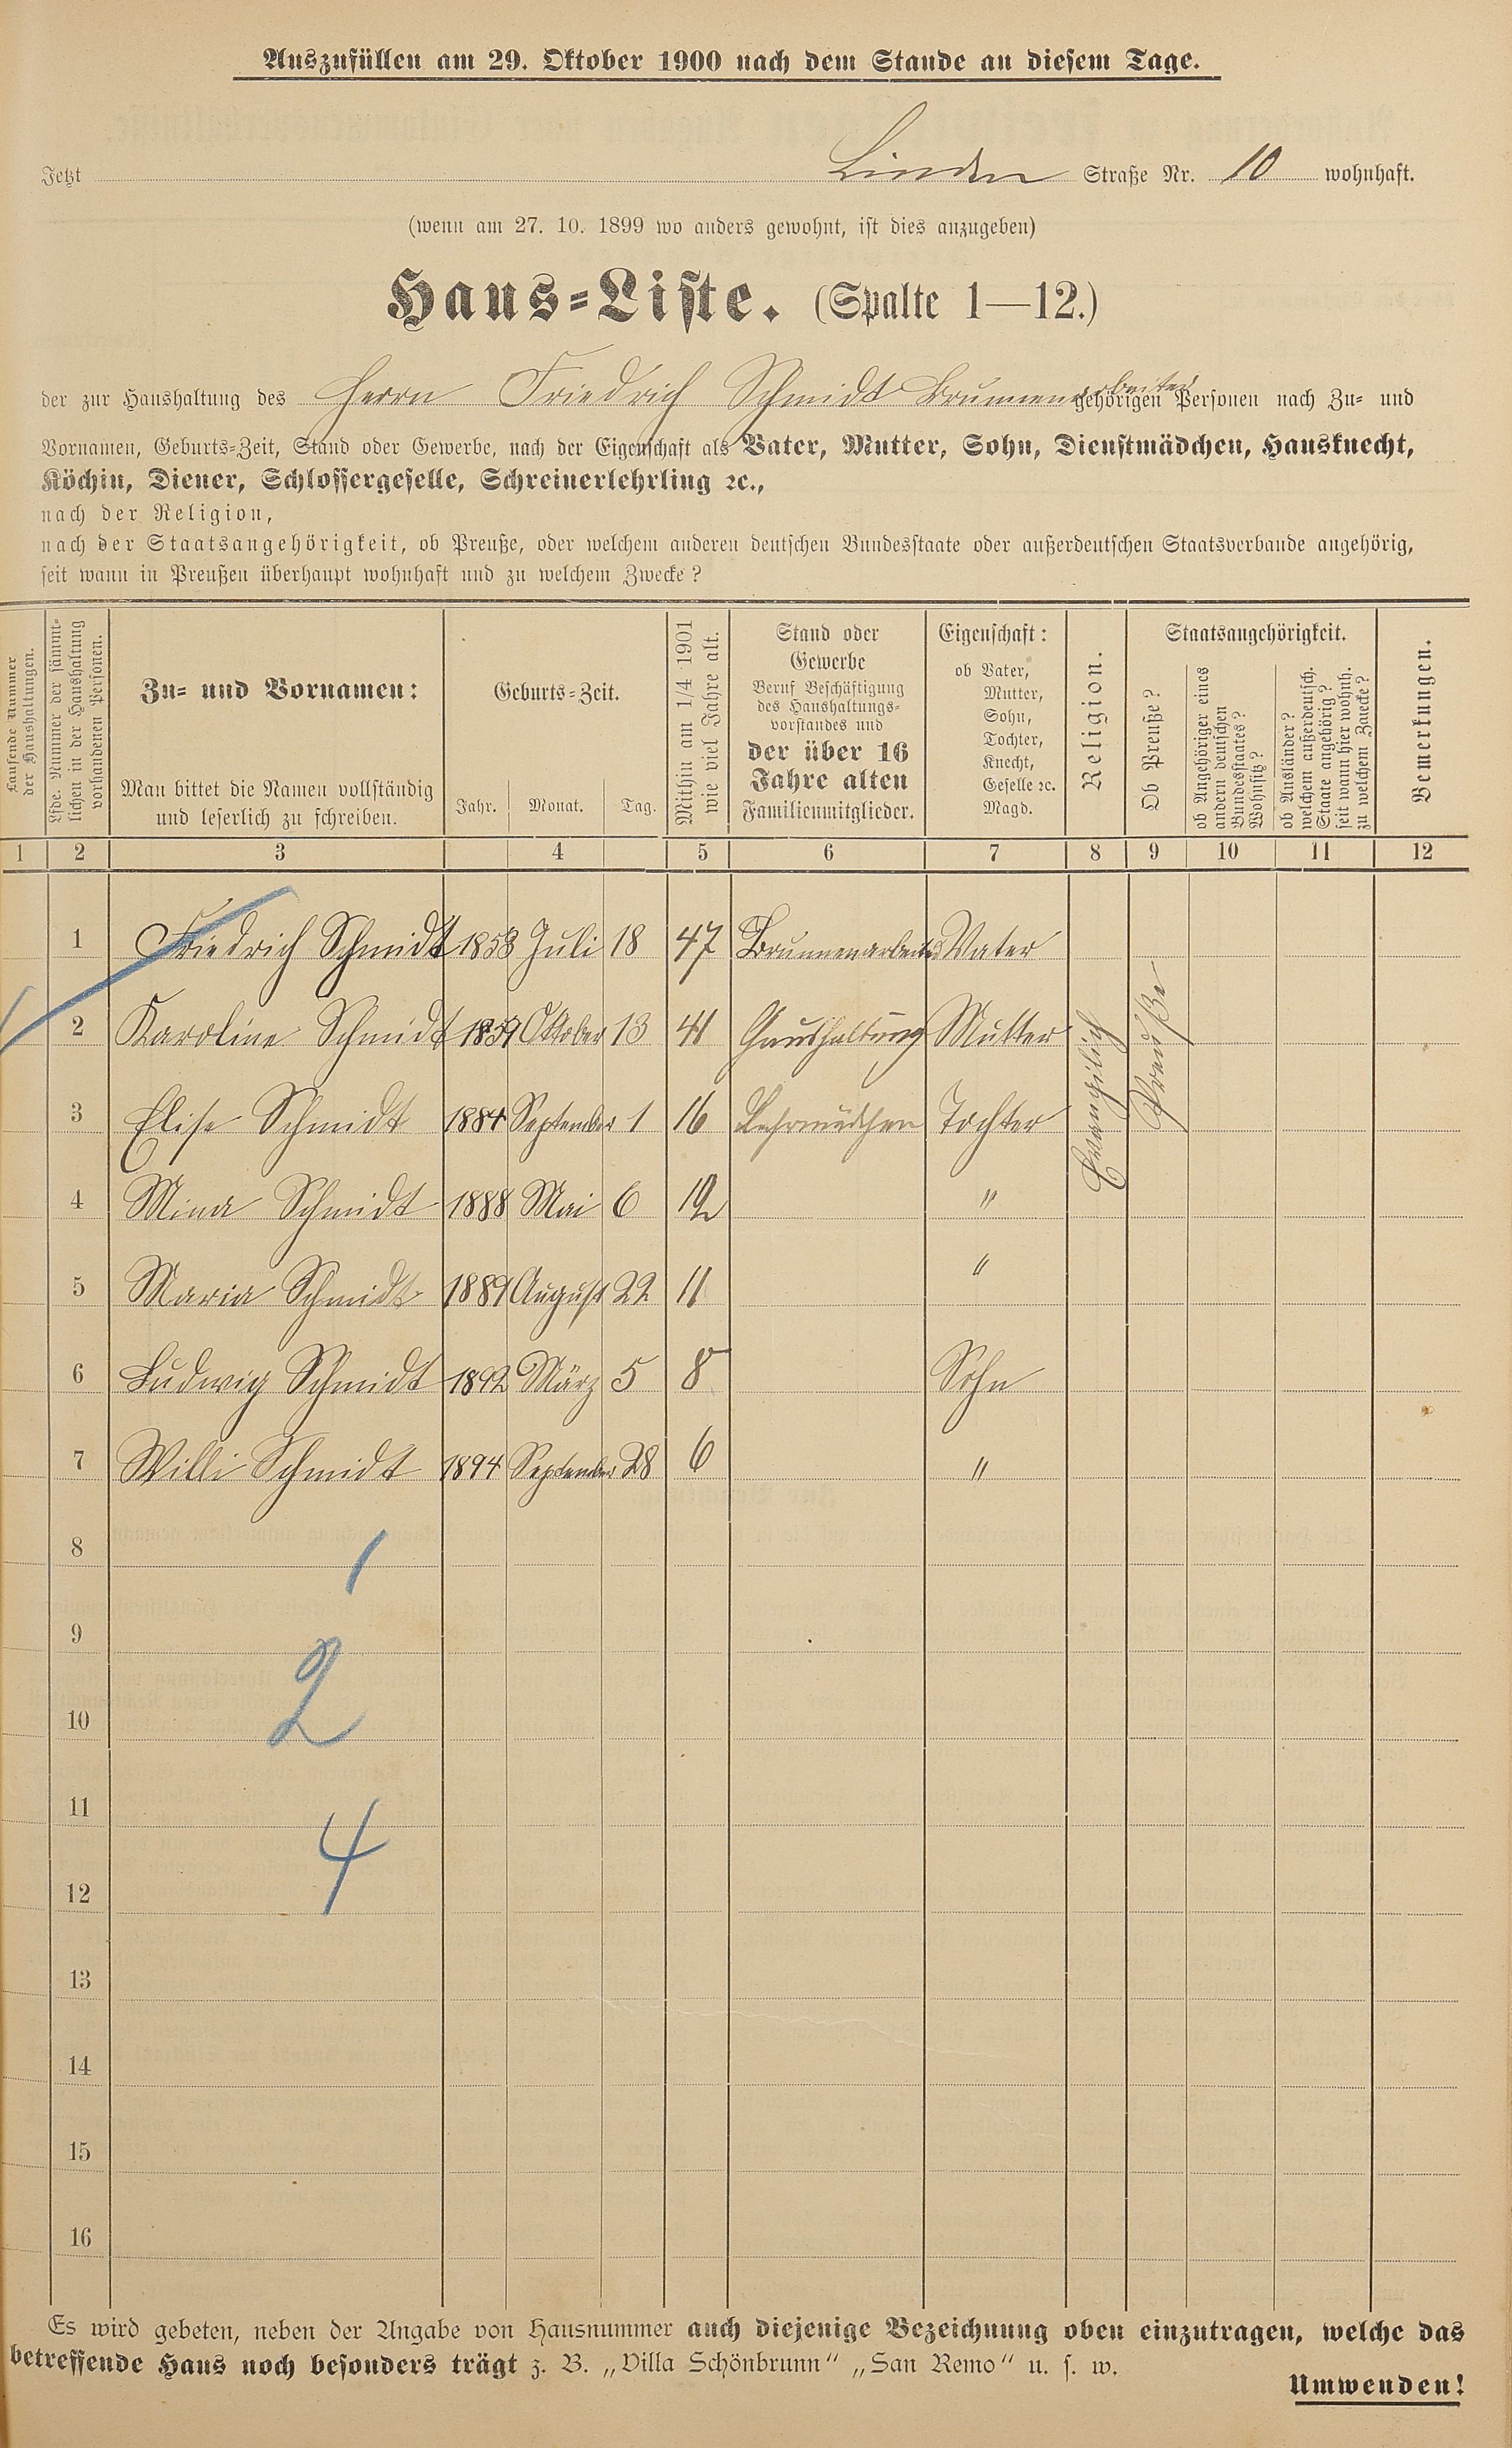 Auszufüllen am 29. Oktober 1900 nach dem Stande an diesem Tage.
Jetzt Linden Straße Nr. 10 wohnhaft.
(wenn am 27. 10. 1899 wo anders gewohnt, ist dies anzugeben)
Haus-Liste. (Spalte 1—12.)
der zur Haushaltung des Herrn Friedrich Schmidt Brunnenarbeiter gehörigen Personen nach Zu- und
Vornamen, Geburts-Zeit, Stand oder Gewerbe, nach der Eigenschaft als Vater, Mutter, Sohn, Dienstmädchen, Hausknecht,
Köchin, Diener, Schlossergeselle, Schreinerlehrling ꝛc.,
nach der Religion,
nach der Staatsangehörigkeit, ob Preuße, oder welchem anderen deutschen Bundesstaate oder außerdeutschen Staatsverbande angehörig,
seit wann in Preußen überhaupt wohnhaft und zu welchem Zwecke?
Laufende Nummer
der Haushaltungen.
Lfde. Nummer der sämmt-
lichen in der Haushaltung
vorhandenen Personen.
Zu- und Vornamen:
Man bittet die Namen vollständig
und leserlich zu schreiben.
Geburts-Zeit.
Jahr. Monat. Tag.
Mithin am 1/4 1901
wie viel Jahre alt.
Stand oder
Gewerbe
Beruf Beschäftigung
des Haushaltungs-
vorstandes und
der über 16
Jahre alten
Familienmitglieder.
Eigenschaft:
ob Vater,
Mutter,
Sohn,
Tochter,
Knecht,
Geselle ꝛc.
Magd.
Religion.
Staatsangehörigkeit.
Ob Preuße?
ob Angehöriger eines
andern deutschen
Bundesstaates?
Wohnsitz?
ob Ausländer?
welchem außerdeutsch.
Staate angehörig?
seit wann hier wohnh.
zu welchem Zwecke?
Bemerkungen.
1 2 3 4 5 6 7 8 9 10 11 12
1 Friedrich Schmidt 1853 Juli 18 47 Brunnenarbeiter Vater
2 Karoline Schmidt 1859 Oktober 13 41 Haushaltung Mutter
3 Elise Schmidt 1884 September 1 16 Lehrmädchen Tochter
Evangelisch
Preuße
4 Mina Schmidt 1888 Mai 6 12 "
5 Maria Schmidt 1889 August 22 11 "
6 Ludwig Schmidt 1892 März 5 8 Sohn
7 Willi Schmidt 1894 September 28 6 "
8
1
9
2
10
11
4
12
13
14
15
16
Es wird gebeten, neben der Angabe von Hausnummer auch diejenige Bezeichnung oben einzutragen, welche das
betreffende Haus noch besonders trägt z. B. „Villa Schönbrunn" „San Remo" u. s. w.
Umwenden!